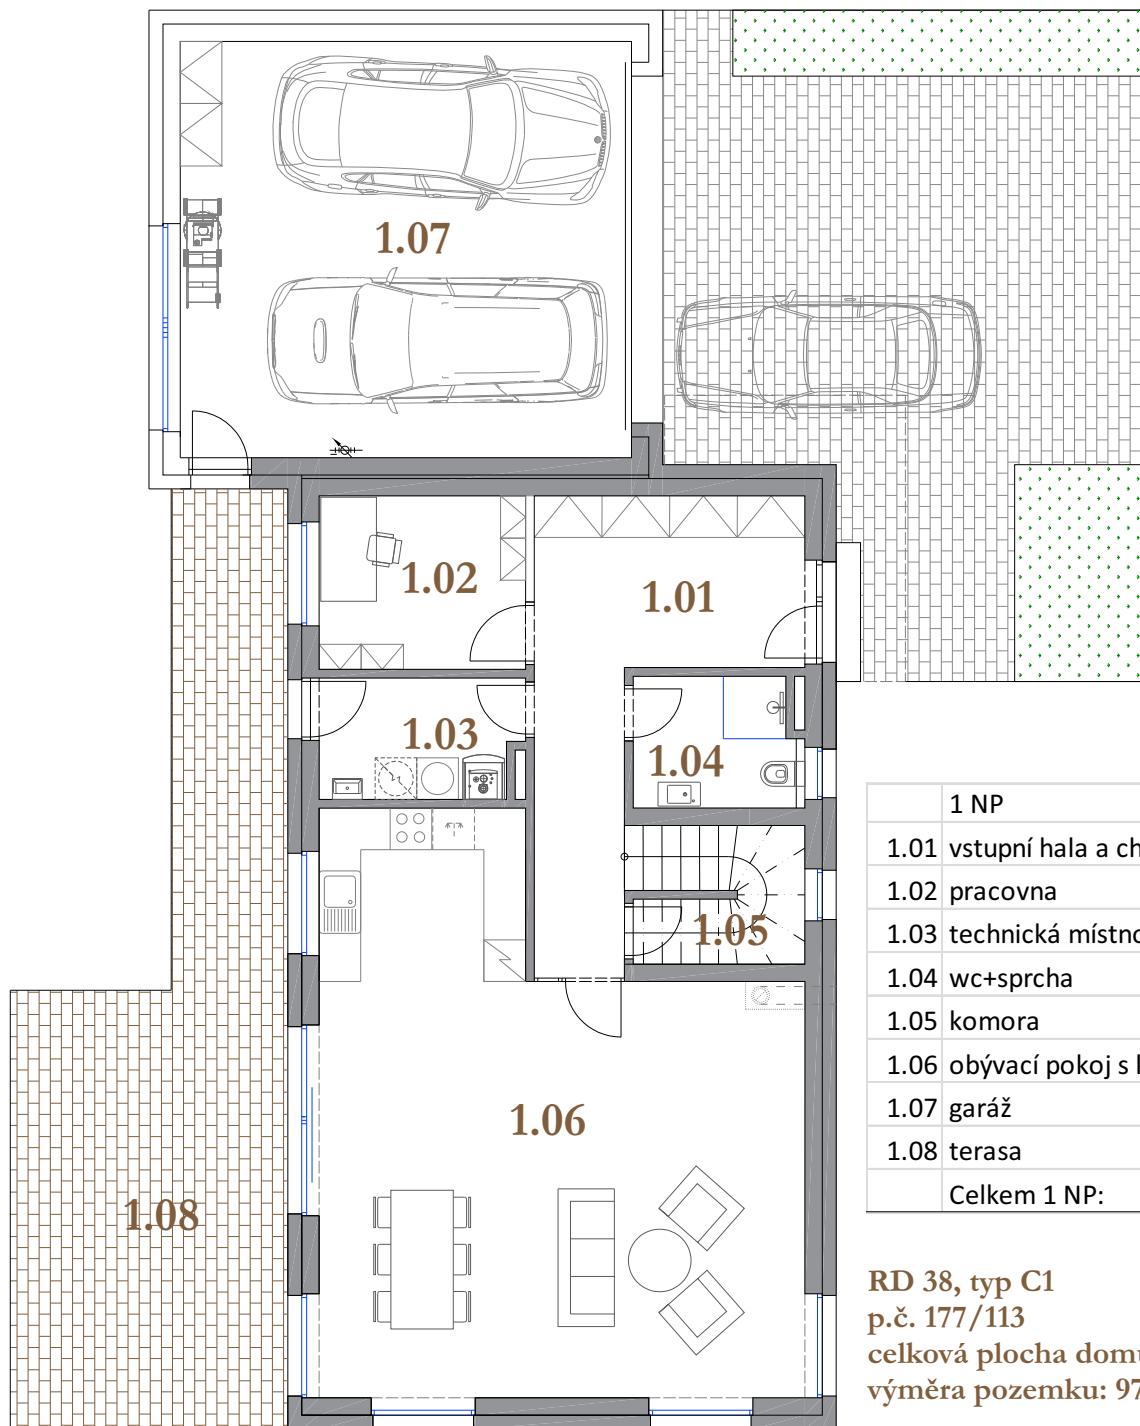 1.07
1.02
1.01
1.03
1.04
1.05
1.06
1.08
1 NP
1.01 vstupní hala a ch
1.02 pracovna
1.03 technická místno
1.04 wc+sprcha
1.05 komora
1.06 obývací pokoj s
1.07 garáž
1.08 terasa
Celkem 1 NP:
RD 38, typ C1
p.č. 177/113
celková plocha domu
výměra pozemku: 97